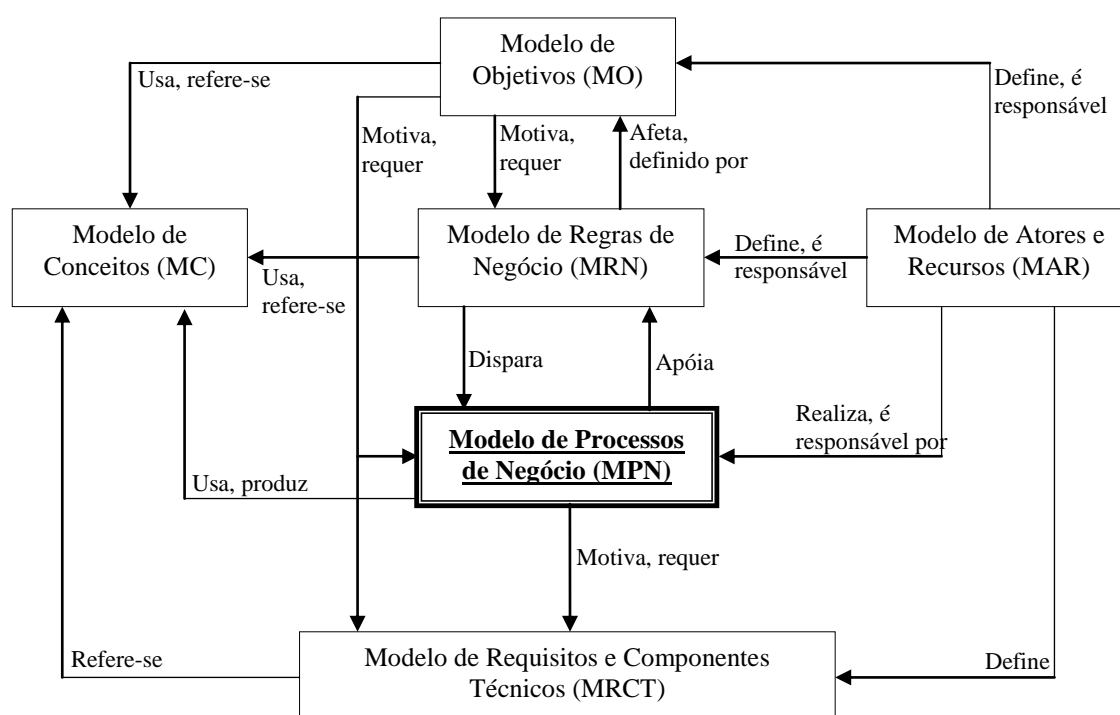 Modelo de
Objetivos (MO)
Usa, refere-se
Define, é
responsável
Motiva,
requer
Motiva,
requer
Afeta,
definido por
Modelo de
Conceitos (MC)
Modelo de Regras de
Negócio (MRN)
Modelo de Atores e
Recursos (MAR)
Define, é
responsável
Usa,
refere-se
Dispara
Apóia
Modelo de Processos
de Negócio (MPN)
Realiza, é
responsável por
Usa, produz
Motiva, requer
Modelo de Requisitos e Componentes
Técnicos (MRCT)
Refere-se
Define